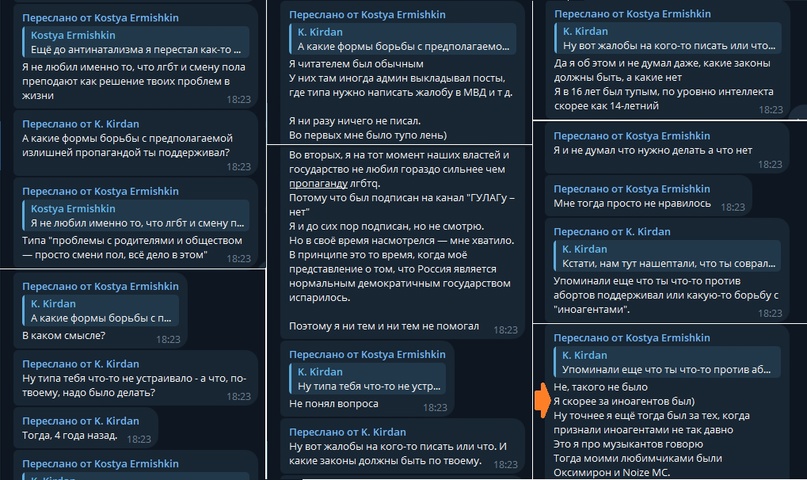 Переслано от Kostya Ermishkin
Kostya Ermishkin
Ещё до антинатализма я перестал как-то ...
Я не любил именно то, что лгбт и смену пола
преподают как решение твоих проблем в
жизни
18:23
Переслано от K. Kirdan
А какие формы борьбы с предполагаемой
излишней пропагандой ты поддерживал?
18:23
Переслано от K. Kirdan
Kostya Ermishkin
Я не любил именно то, что лгбт и смену п...
Типа "проблемы с родителями и обществом
— просто смени пол, всё дело в этом"
18:23
Переслано от Kostya Ermishkin
K. Kirdan
А какие формы борьбы с п...
В каком смысле?
18:23
Переслано от K. Kirdan
Ну типа тебя что-то не устраивало - а что, по-
твоему, надо было делать?
18:23
Переслано от K. Kirdan
Тогда, 4 года назад.
18:23
Переслано от Kostya Ermishkin
K. Kirdan
Переслано от Kostya Ermishkin
K. Kirdan
А какие формы борьбы с предполагаемо...
Я читателем был обычным
У них там иногда админ выкладывал посты,
где типа нужно написать жалобу в МВД и т д.
Я ни разу ничего не писал.
Во первых мне было тупо лень)
Во вторых, я на тот момент наших властей и
государство не любил гораздо сильнее чем
пропаганду лгбтq.
Потому что был подписан на канал "ГУЛАГу –
нет"
Я и до сих пор подписан, но не смотрю.
Но в своё время насмотрелся — мне хватило.
В принципе это то время, когда моё
представление о том, что Россия является
нормальным демократичным государством
испарилось.
Поэтому я ни тем и ни тем не помогал
18:23
Переслано от Kostya Ermishkin
K. Kirdan
Ну типа тебя что-то не устр...
Не понял вопроса
18:23
Переслано от K. Kirdan
Ну вот жалобы на кого-то писать или что. И
какие законы должны быть по твоему.
18:23
Переслано от Kostya Ermishkin
K. Kirdan
Ну вот жалобы на кого-то писать или что...
Да я об этом и не думал даже, какие законы
должны быть, а какие нет
Я в 16 лет был тупым, по уровню интеллекта
скорее как 14-летний
18:23
Переслано от Kostya Ermishkin
Я и не думал что нужно делать а что нет
18:23
Переслано от Kostya Ermishkin
Мне тогда просто не нравилось
18:23
Переслано от K. Kirdan
K. Kirdan
Кстати, нам тут нашептали, что ты соврал...
Упоминали еще что ты что-то против
абортов поддерживал или какую-то борьбу с
"иноагентами".
18:23
Переслано от Kostya Ermishkin
K. Kirdan
Упоминали еще что ты что-то против аб...
Не, такого не было
Я скорее за иноагентов был)
Ну точнее я ещё тогда был за тех, когда
признали иноагентами не так давно
Это я про музыкантов говорю
Тогда моими любимчиками были
Оксимирон и Noize MC.